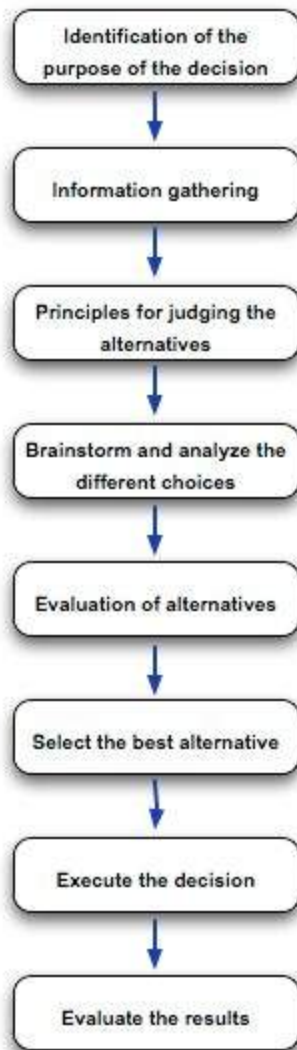 Identification of the
purpose of the decision
Information gathering
Principles for judging the
alternatives
Brainstorm and analyze the
different choices
Evaluation of alternatives
Select the best alternative
Execute the decision
Evaluate the results